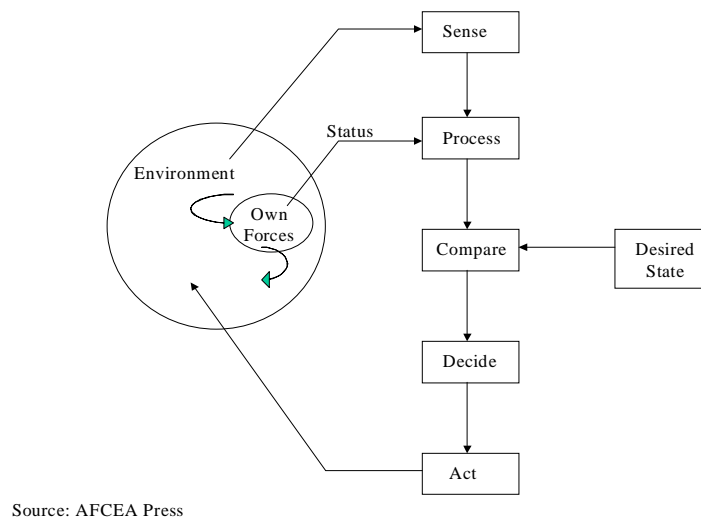 Sense
Status
Process
Environment
Own
Forces
Compare
Desired
State
Decide
Act
Source: AFCEA Press